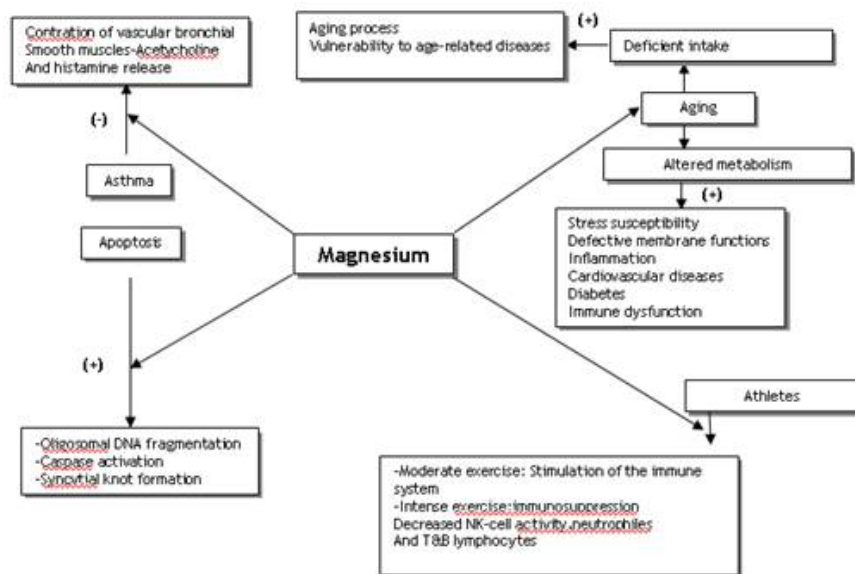 Contration of vascular bronchial
Smooth muscles-Acetycholine
And histamine release
(-)
Asthma
Apoptosis
(+)
-Oligosomal DNA fragmentation
-Caspase activation
-Syncytial knot formation
Magnesium
Aging process
Vulnerability to age-related diseases
(+)
Deficient intake
Aging
Altered metabolism
(+)
Stress susceptibility
Defective membrane functions
Inflammation
Cardiovascular diseases
Diabetes
Immune dysfunction
Athletes
-Moderate exercise: Stimulation of the immune
system
-Intense exercise:immunosuppression
Decreased NK-cell activity,neutrophiles
And T&B lymphocytes